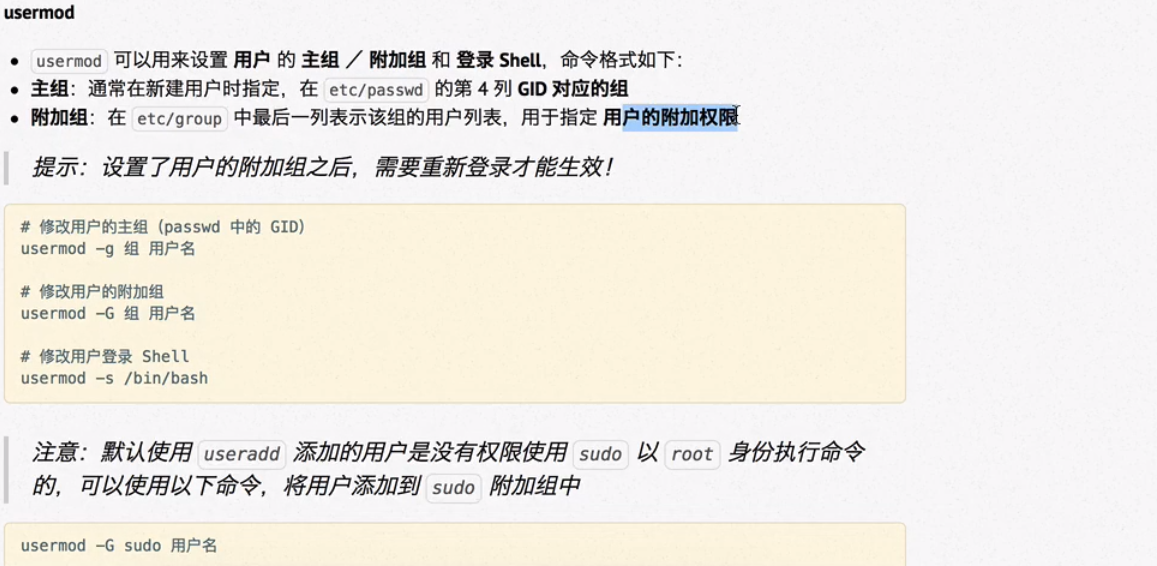 usermod
• usermod 可以用来设置 用户 的 主组 ／ 附加组 和 登录 Shell，命令格式如下：
• 主组：通常在新建用户时指定，在 etc/passwd 的第 4 列 GID 对应的组
• 附加组：在 etc/group 中最后一列表示该组的用户列表，用于指定 用户的附加权限
提示：设置了用户的附加组之后，需要重新登录才能生效！
# 修改用户的主组（passwd 中的 GID）
usermod -g 组 用户名
# 修改用户的附加组
usermod -G 组 用户名
# 修改用户登录 Shell
usermod -s /bin/bash
注意：默认使用 useradd 添加的用户是没有权限使用 sudo 以 root 身份执行命令
的，可以使用以下命令，将用户添加到 sudo 附加组中
usermod -G sudo 用户名